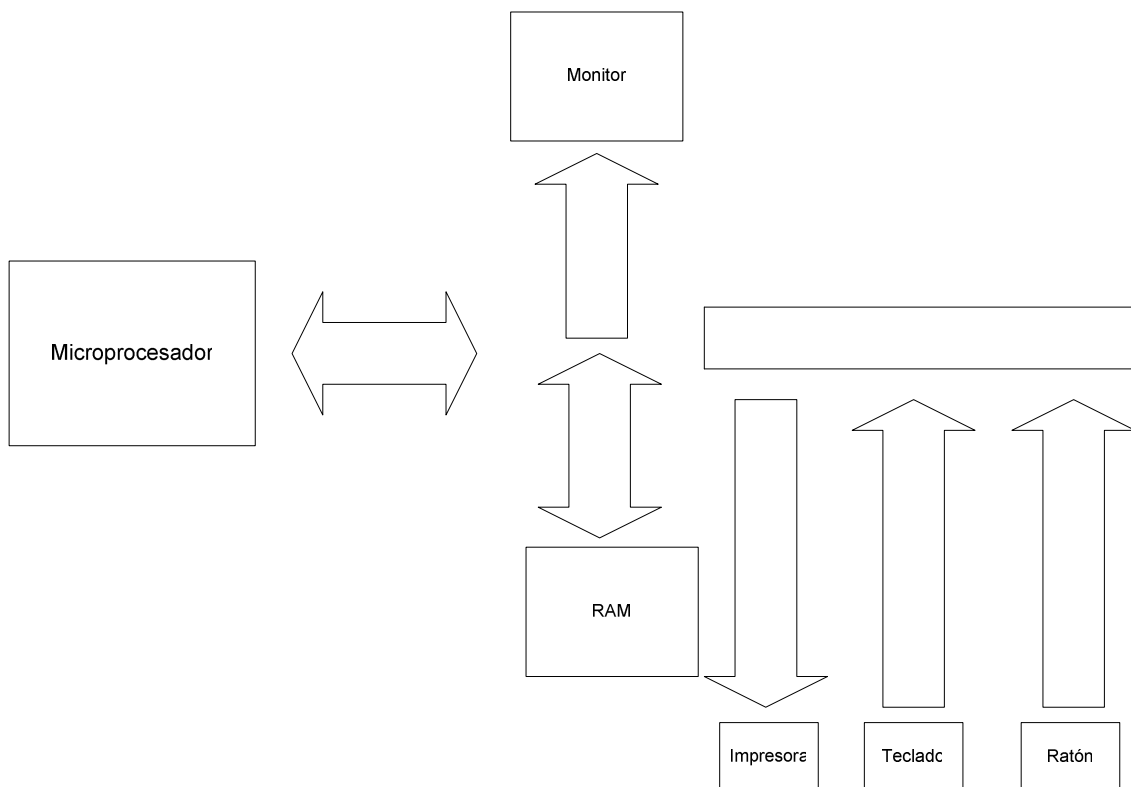 Monitor
Microprocesador
RAM
Impresora
Teclado
Ratón